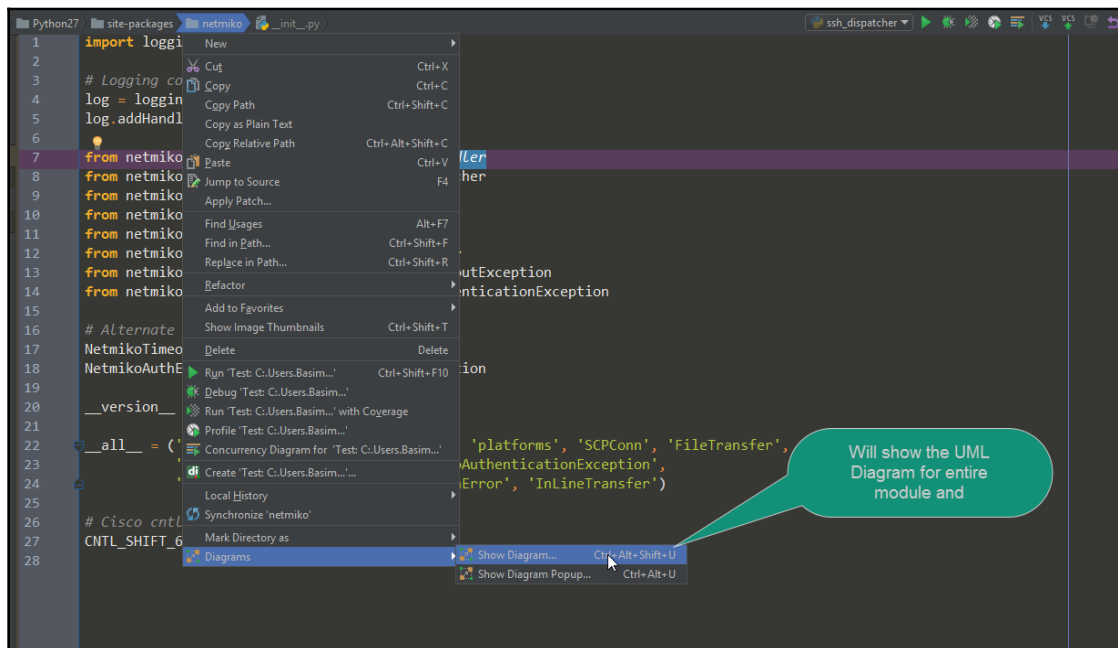 Python27 site-packages netmiko __init__.py ssh_dispatcher VCS VCS
1 import loggi
2
3 # Logging co
4 log = loggin
5 log.addHandl
6
7 from netmiko ller
8 from netmiko her
9 from netmiko
10 from netmiko
11 from netmiko
12 from netmiko
13 from netmiko utException
14 from netmiko nticationException
15
16 # Alternate
17 NetmikoTimeo
18 NetmikoAuthE ion
19
20 __version__
21
22 __all__ = (' 'platforms', 'SCPConn', 'FileTransfer',
23 ' oAuthenticationException',
24 ' nError', 'InLineTransfer')
25
26 # Cisco cntl
27 CNTL_SHIFT_6
28
New
Cut Ctrl+X
Copy Ctrl+C
Copy Path Ctrl+Shift+C
Copy as Plain Text
Copy Relative Path Ctrl+Alt+Shift+C
Paste Ctrl+V
Jump to Source F4
Apply Patch...
Find Usages Alt+F7
Find in Path... Ctrl+Shift+F
Replace in Path... Ctrl+Shift+R
Refactor
Add to Favorites
Show Image Thumbnails Ctrl+Shift+T
Delete Delete
Run 'Test: C:.Users.Basim...' Ctrl+Shift+F10
Debug 'Test: C:.Users.Basim...'
Run 'Test: C:.Users.Basim...' with Coverage
Profile 'Test: C:.Users.Basim...'
Concurrency Diagram for 'Test: C:.Users.Basim...'
Create 'Test: C:.Users.Basim...'...
Local History
Synchronize 'netmiko'
Mark Directory as
Diagrams
Show Diagram... Ctrl+Alt+Shift+U
Show Diagram Popup... Ctrl+Alt+U
Will show the UML
Diagram for entire
module and